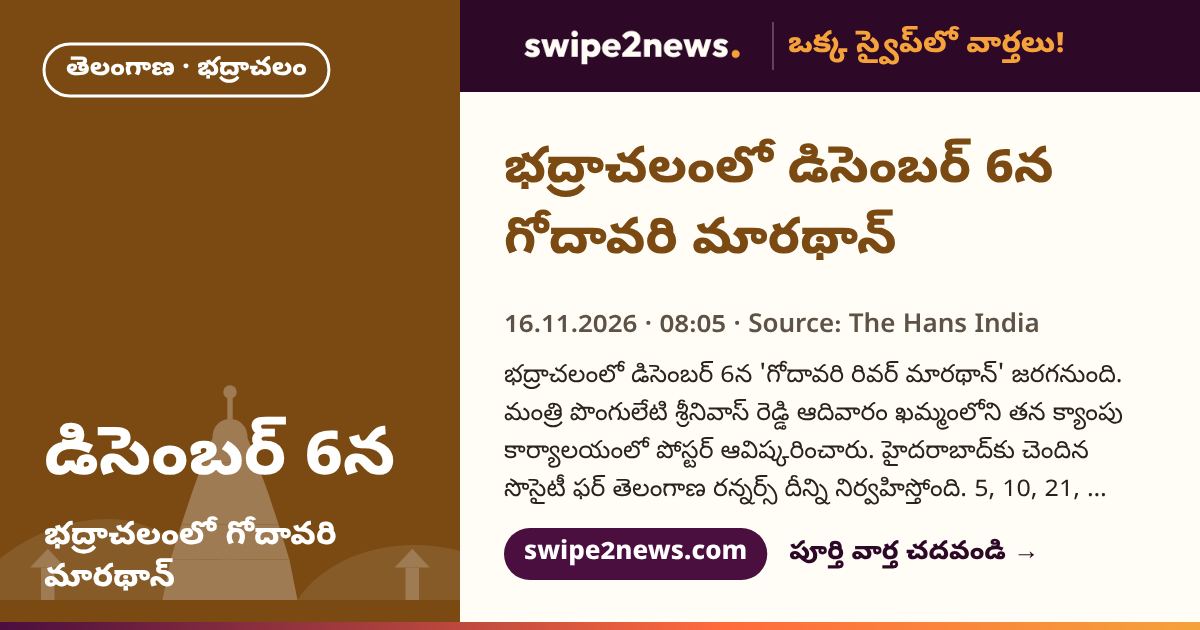 తెలంగాణ · భద్రాచలం
డిసెంబర్ 6న
భద్రాచలంలో గోదావరి
మారథాన్
swipe2news.
ఒక్క స్వైప్‌లో వార్తలు!
భద్రాచలంలో డిసెంబర్ 6న
గోదావరి మారథాన్
16.11.2026 · 08:05 · Source: The Hans India
భద్రాచలంలో డిసెంబర్ 6న 'గోదావరి రివర్ మారథాన్' జరగనుంది.
మంత్రి పొంగులేటి శ్రీనివాస్ రెడ్డి ఆదివారం ఖమ్మంలోని తన క్యాంపు
కార్యాలయంలో పోస్టర్ ఆవిష్కరించారు. హైదరాబాద్‌కు చెందిన
సొసైటీ ఫర్ తెలంగాణ రన్నర్స్ దీన్ని నిర్వహిస్తోంది. 5, 10, 21, ...
swipe2news.com
పూర్తి వార్త చదవండి →